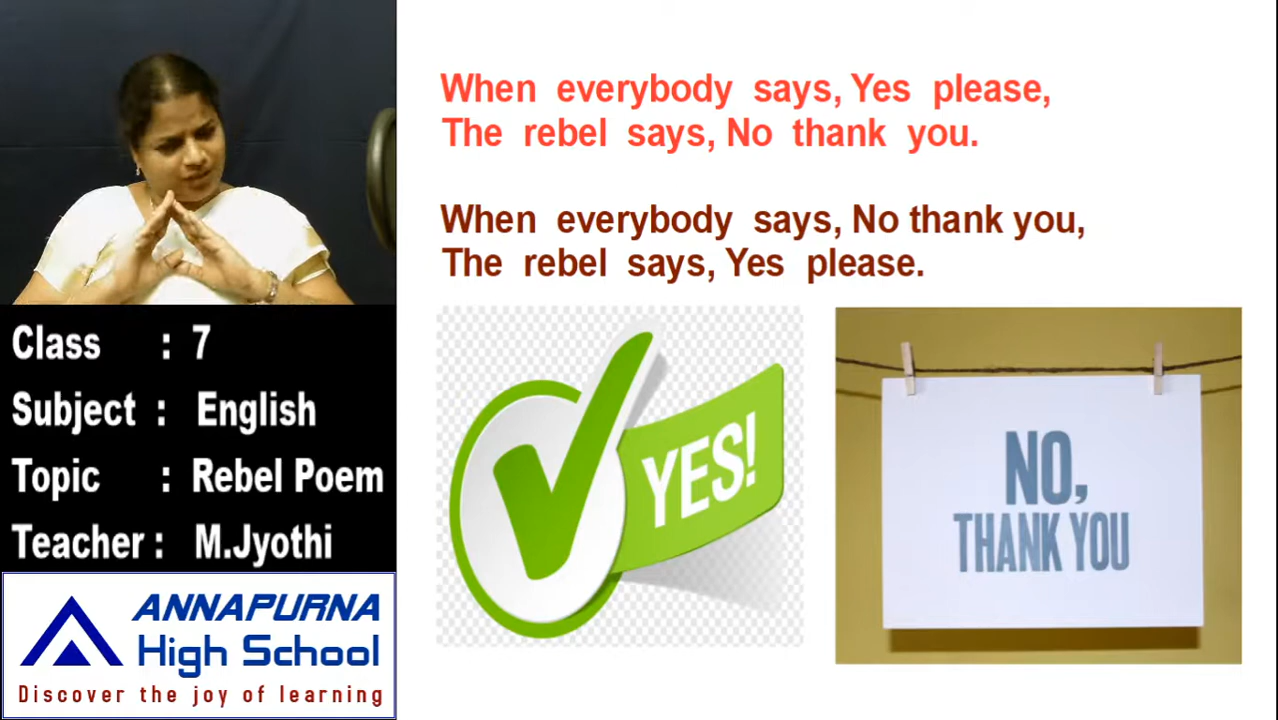 When everybody says, Yes please,
The rebel says, No thank you.
When everybody says, No thank you,
The rebel says, Yes please.
YES!
NO,
THANK YOU
Class : 7
Subject : English
Topic : Rebel Poem
Teacher : M.Jyothi
ANNAPURNA
High School
Discover the joy of learning